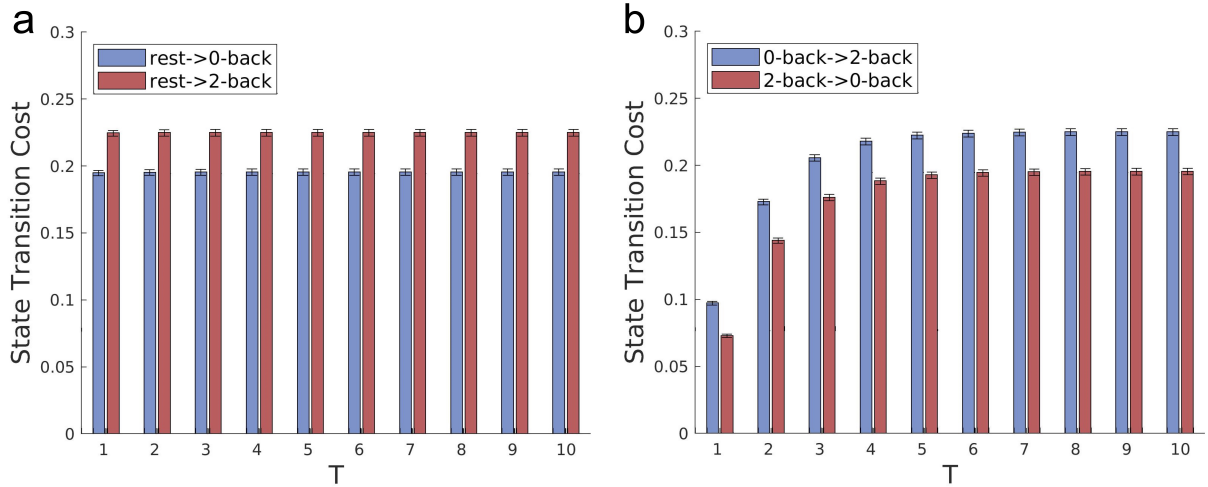 a
0.3
0.25
0.2
0.15
0.1
0.05
0
State Transition Cost
rest->0-back
rest->2-back
1 2 3 4 5 6 7 8 9 10
T
b
0.3
0.25
0.2
0.15
0.1
0.05
0
State Transition Cost
0-back->2-back
2-back->0-back
1 2 3 4 5 6 7 8 9 10
T